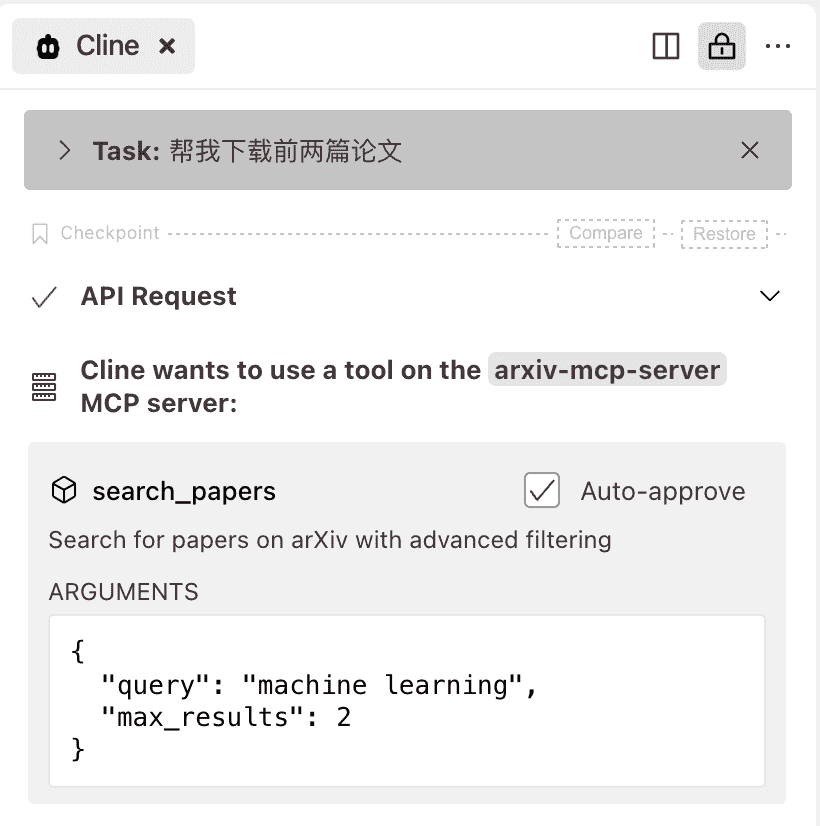 Cline
Task: 帮我下载前两篇论文
Checkpoint Compare Restore
API Request
Cline wants to use a tool on the arxiv-mcp-server
MCP server:
search_papers Auto-approve
Search for papers on arXiv with advanced filtering
ARGUMENTS
{
"query": "machine learning",
"max_results": 2
}